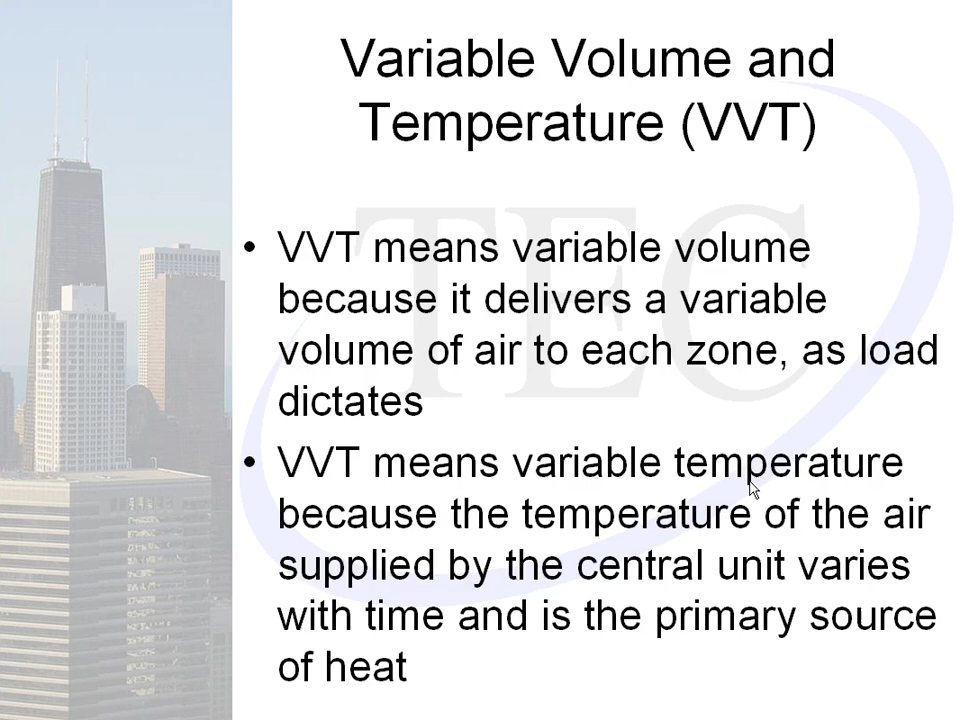 Variable Volume and
Temperature (VVT)
TEC
• VVT means variable volume
because it delivers a variable
volume of air to each zone, as load
dictates
• VVT means variable temperature
because the temperature of the air
supplied by the central unit varies
with time and is the primary source
of heat